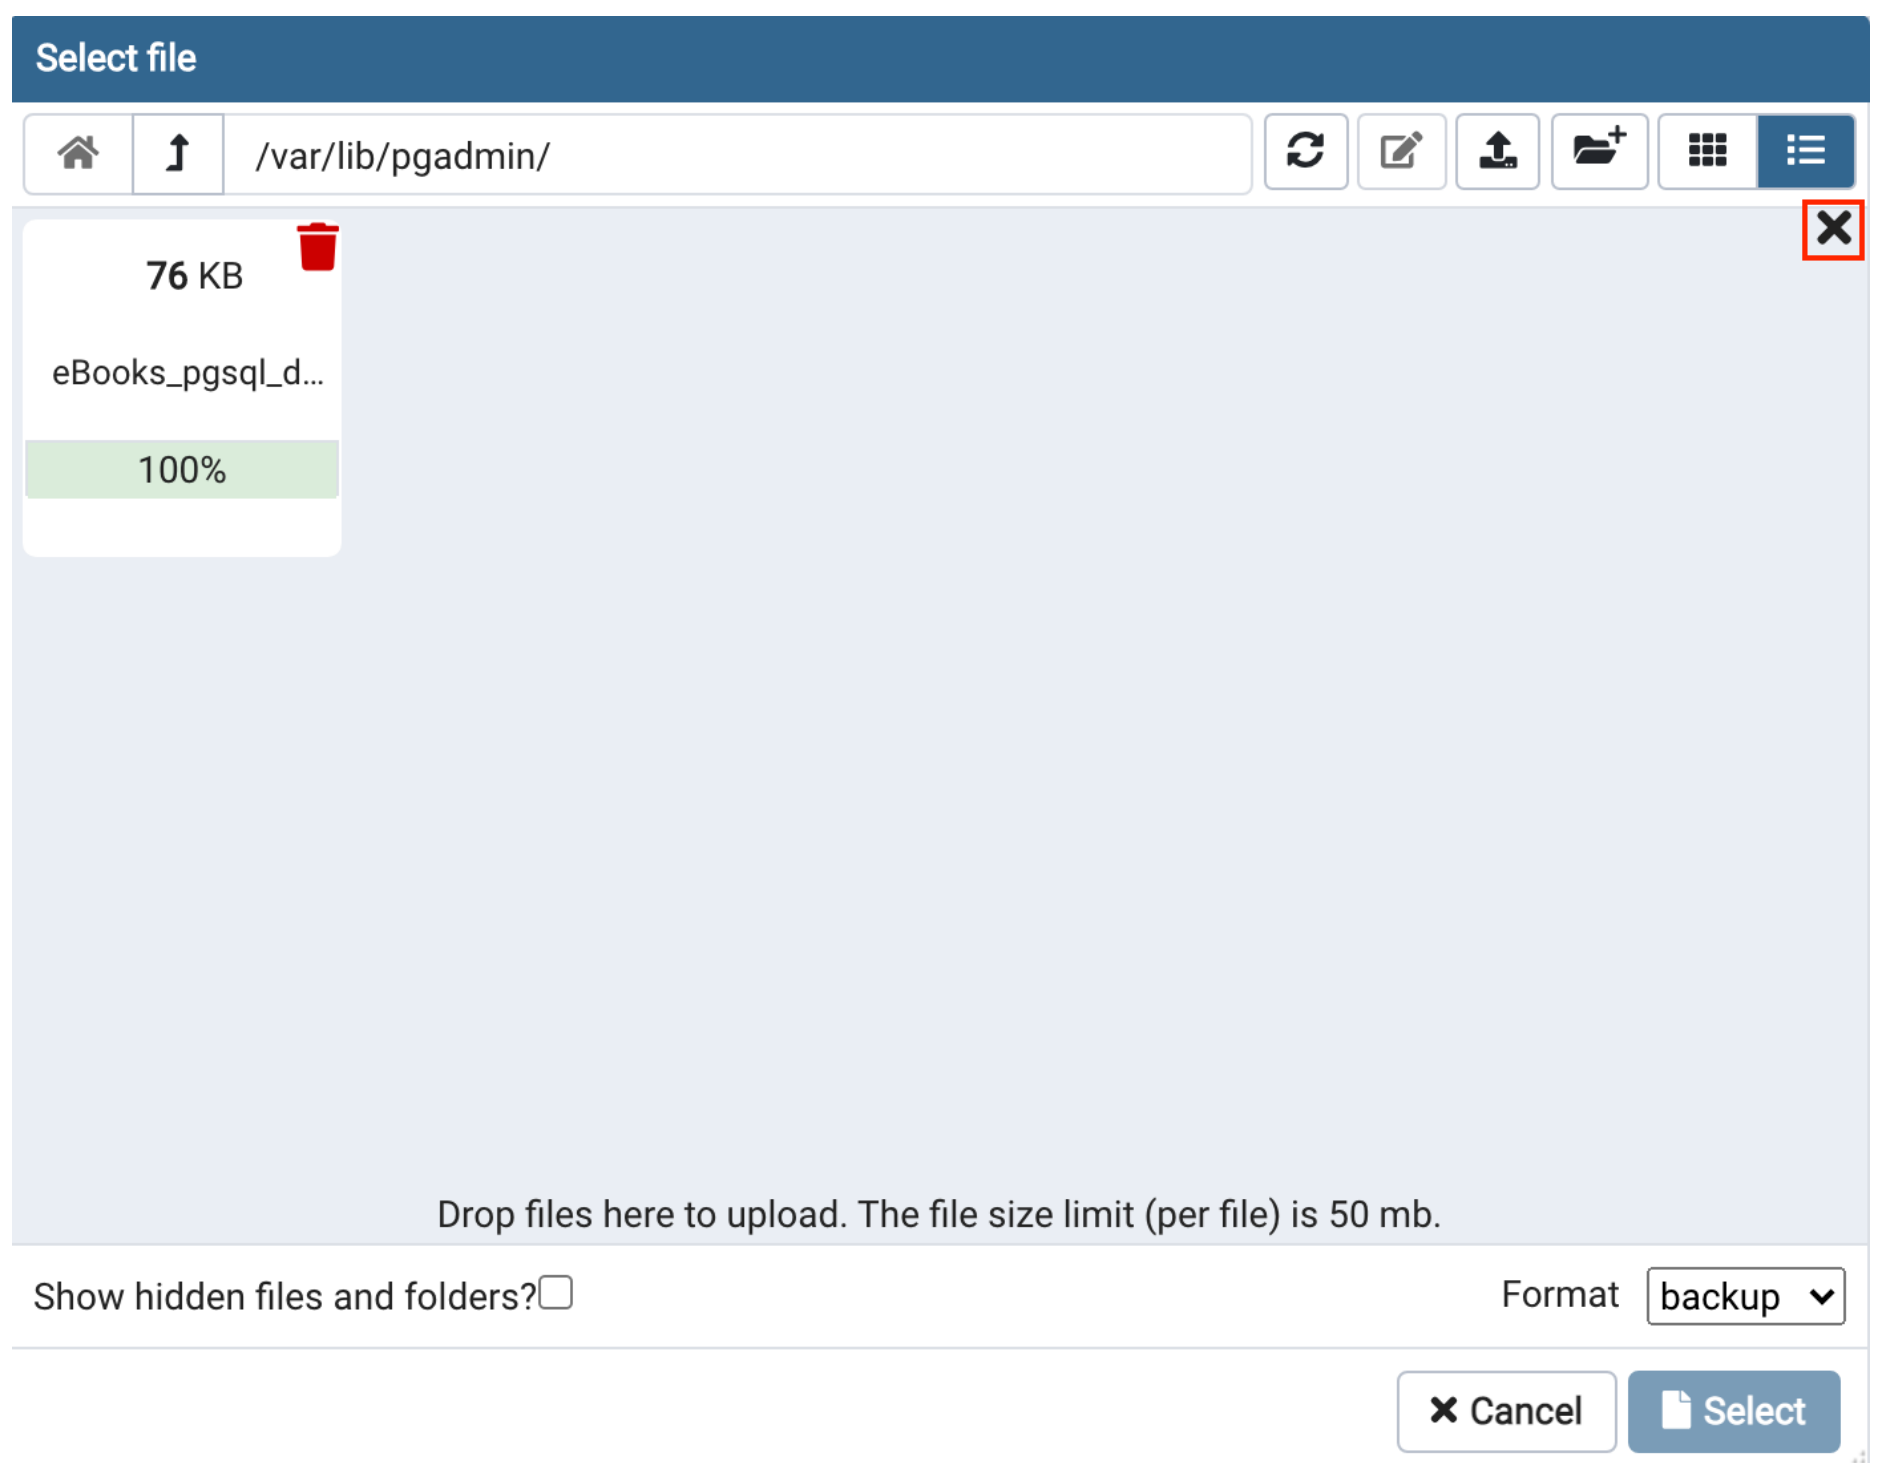 Select file
/var/lib/pgadmin/
76 KB
eBooks_pgsql_d...
100%
Drop files here to upload. The file size limit (per file) is 50 mb.
Show hidden files and folders?
Format backup
Cancel Select